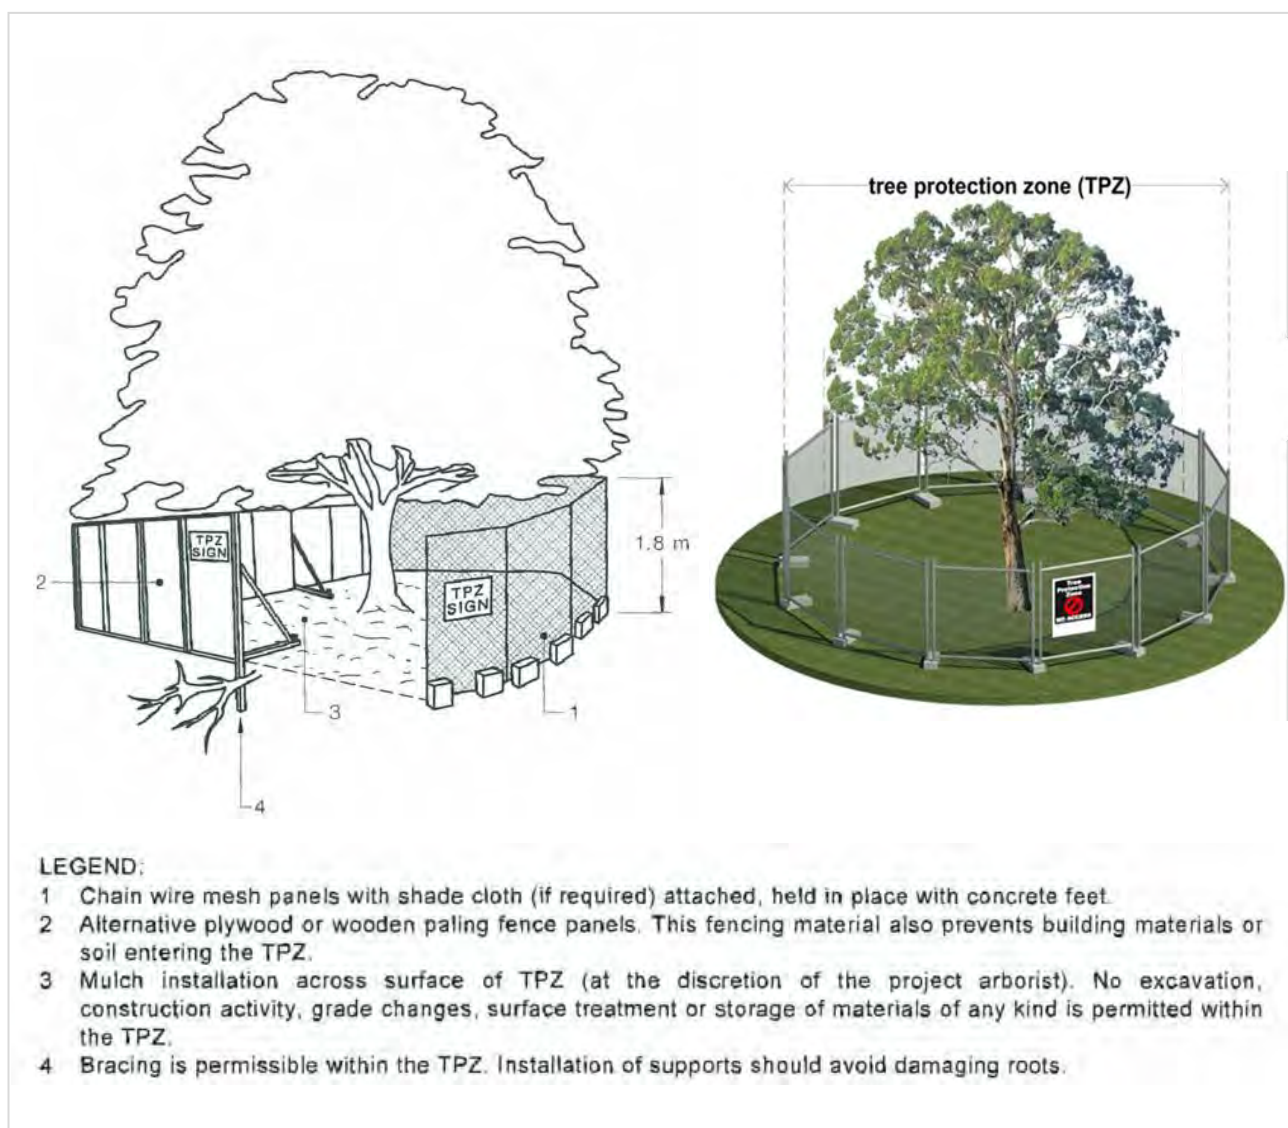 tree protection zone (TPZ)
TPZ
SIGN
1.8 m
2
TPZ
SIGN
Tree
Protection
Zone
NO ACCESS
3
1
4
LEGEND:
1 Chain wire mesh panels with shade cloth (if required) attached, held in place with concrete feet.
2 Alternative plywood or wooden paling fence panels. This fencing material also prevents building materials or
soil entering the TPZ.
3 Mulch installation across surface of TPZ (at the discretion of the project arborist). No excavation,
construction activity, grade changes, surface treatment or storage of materials of any kind is permitted within
the TPZ.
4 Bracing is permissible within the TPZ. Installation of supports should avoid damaging roots.